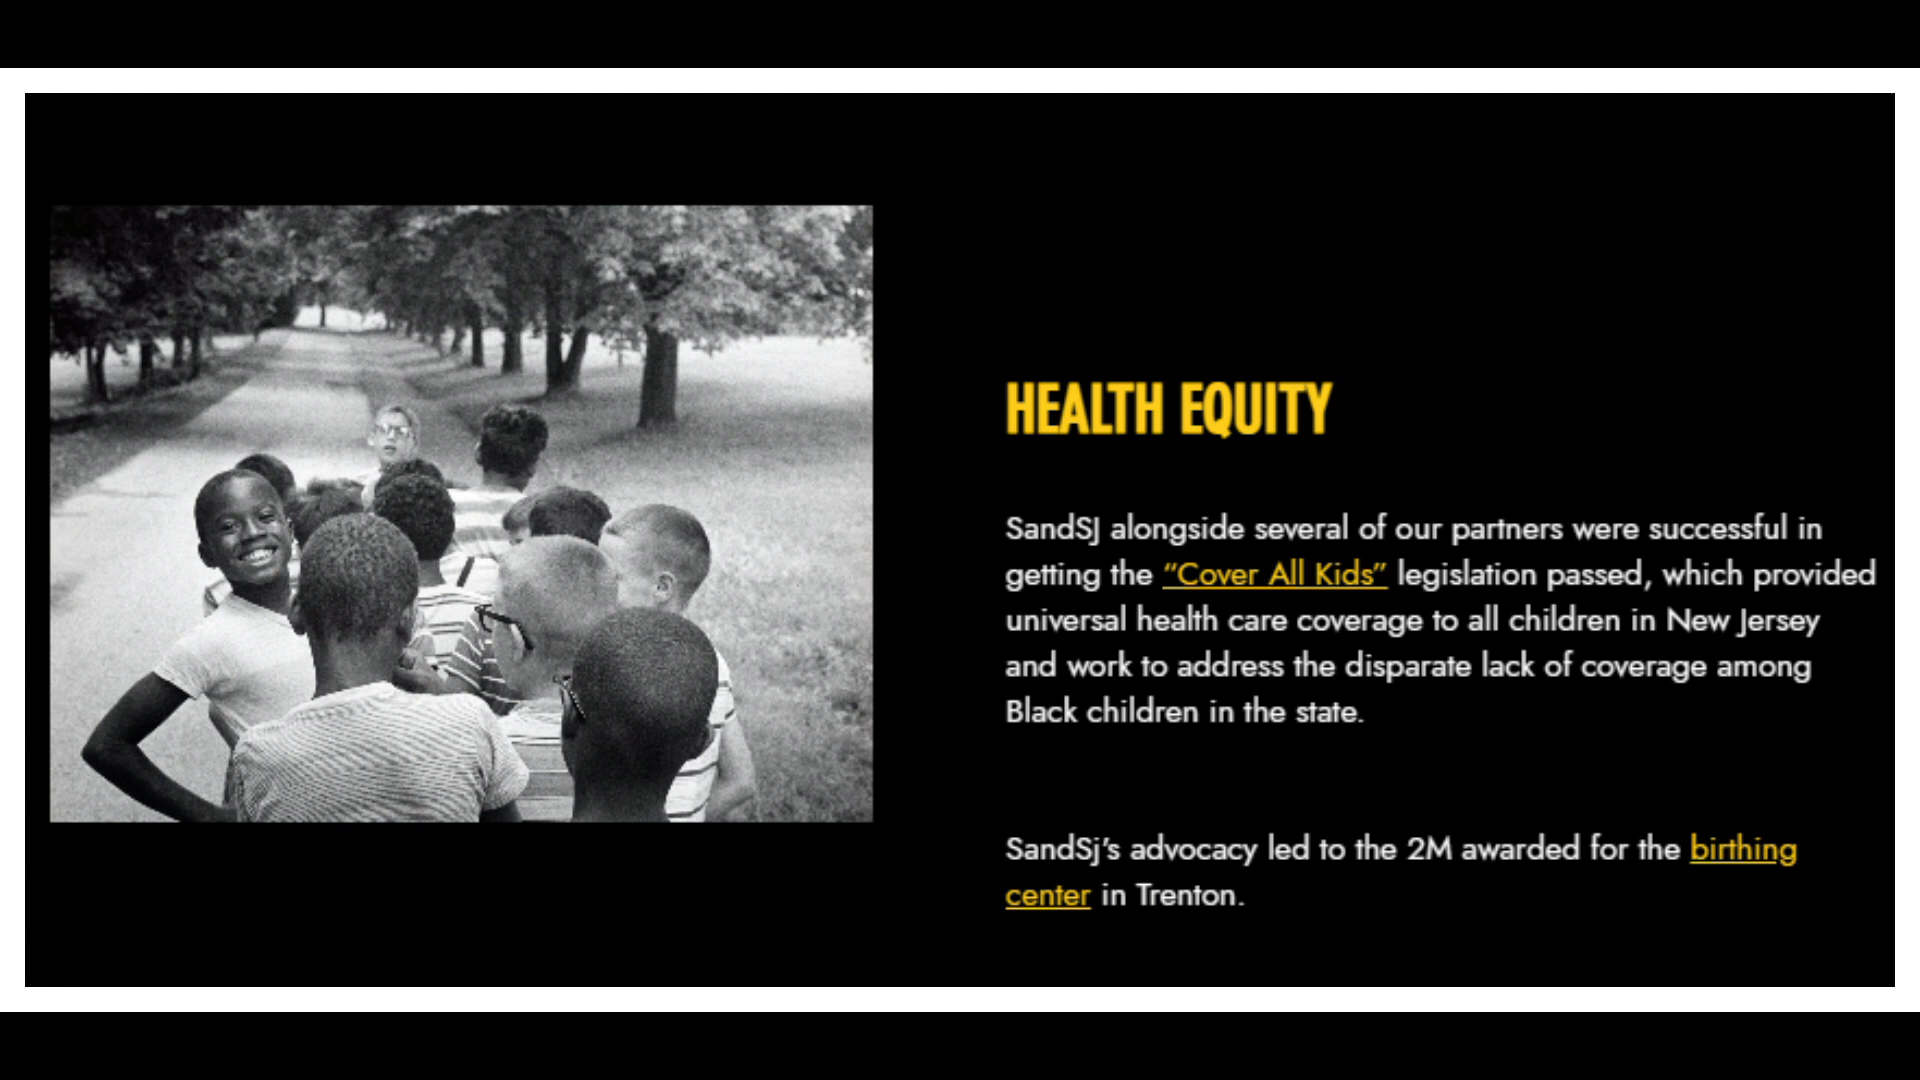 HEALTH EQUITY
SandSJ alongside several of our partners were successful in
getting the “Cover All Kids” legislation passed, which provided
universal health care coverage to all children in New Jersey
and work to address the disparate lack of coverage among
Black children in the state.
SandSj’s advocacy led to the 2M awarded for the birthing
center in Trenton.